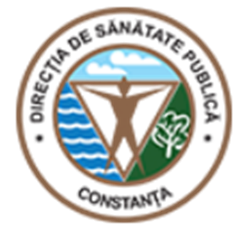 DIRECȚIA DE SĂNĂTATE PUBLICĂ
CONSTANȚA